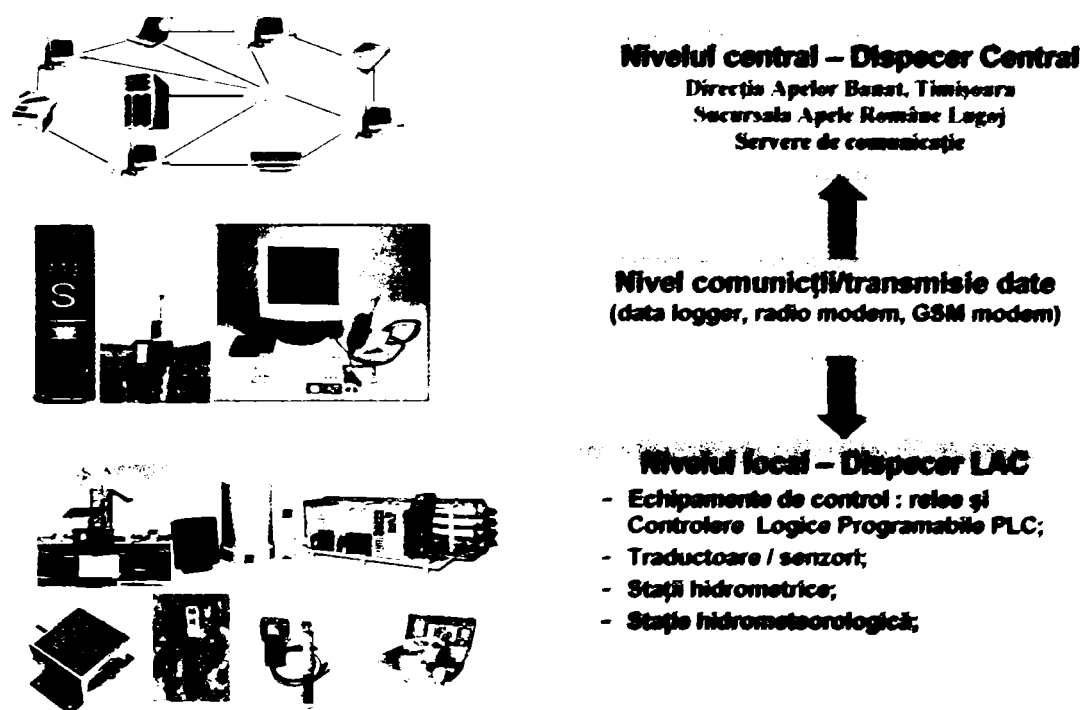 Nivelul central – Dispecer Central
Direcția Apelor Banat, Timișoara
Sucursala Apele Române Lugoj
Servere de comunicație
S
Nivel comunicții/transmisie date
(data logger, radio modem, GSM modem)
Nivelul local – Dispecer LAC
- Echipamente de control : relee și
Controlere Logice Programabile PLC;
- Traductoare / senzori;
- Stații hidrometrice;
- Stație hidrometeorologică;